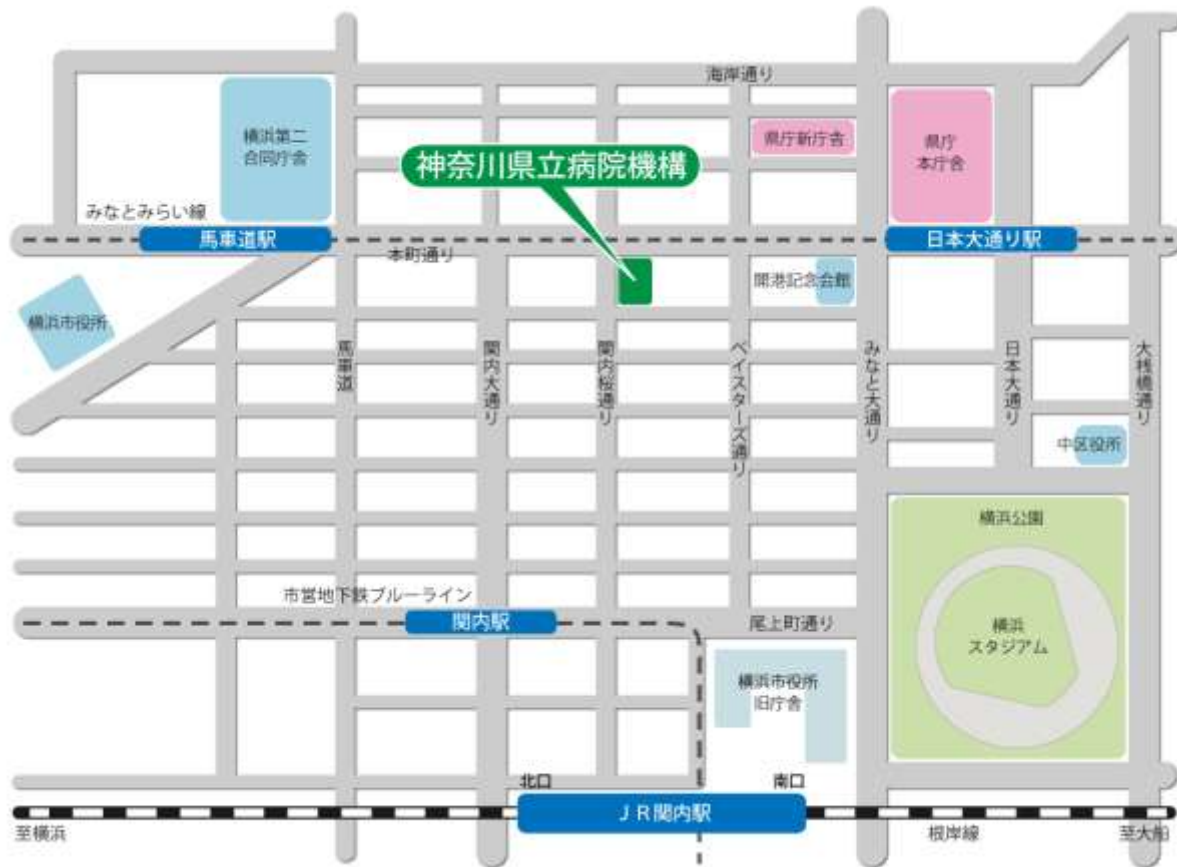 海岸通り
横浜第二
合同庁舎
県庁新庁舎
県庁
本庁舎
神奈川県立病院機構
みなとみらい線
馬車道駅
日本大通り駅
本町通り
開港記念会館
横浜市役所
馬車道
関内大通り
関内桜通り
ベイスターズ通り
みなと大通り
日本大通り
大桟橋通り
中区役所
横浜公園
市営地下鉄ブルーライン
関内駅
尾上町通り
横浜
スタジアム
横浜市役所
旧庁舎
北口
南口
JR関内駅
至横浜
根岸線
至大船